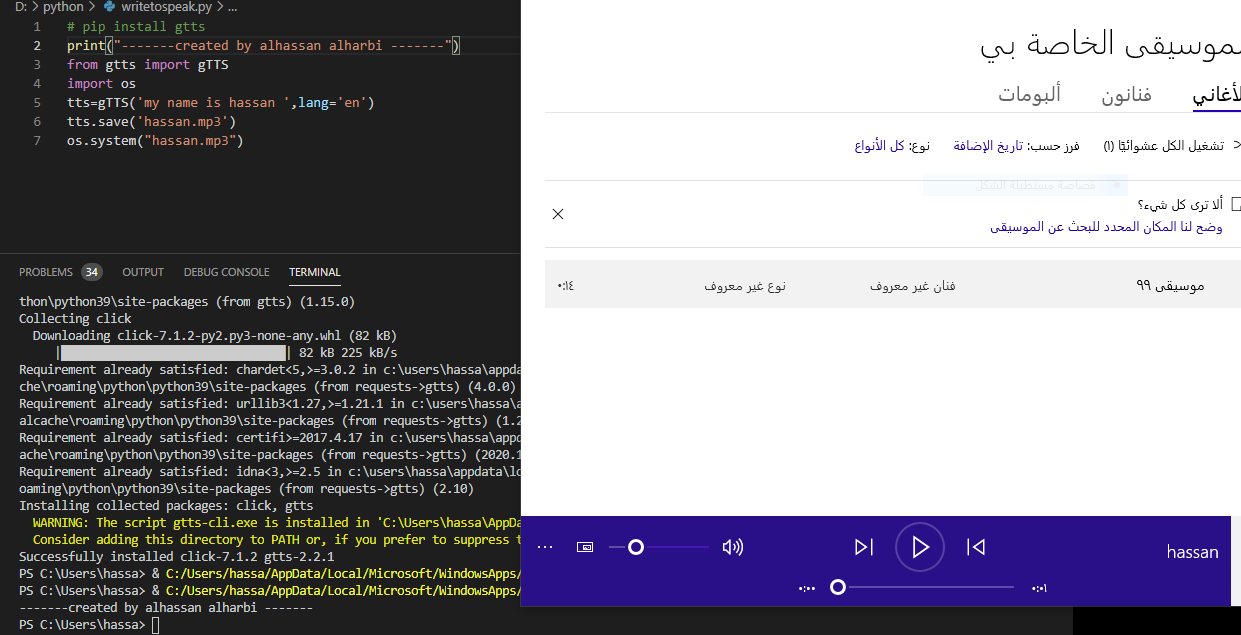 D: > python > writetospeak.py > ...
1 # pip install gtts
2 print("-------created by alhassan alharbi -------")
3 from gtts import gTTS
4 import os
5 tts=gTTS('my name is hassan ',lang='en')
6 tts.save('hassan.mp3')
7 os.system("hassan.mp3")
PROBLEMS 34 OUTPUT DEBUG CONSOLE TERMINAL
thon\python39\site-packages (from gtts) (1.15.0)
Collecting click
Downloading click-7.1.2-py2.py3-none-any.whl (82 kB)
| | 82 kB 225 kB/s
Requirement already satisfied: chardet<5,>=3.0.2 in c:\users\hassa\appda
che\roaming\python\python39\site-packages (from requests->gtts) (4.0.0)
Requirement already satisfied: urllib3<1.27,>=1.21.1 in c:\users\hassa\a
alcache\roaming\python\python39\site-packages (from requests->gtts) (1.2
Requirement already satisfied: certifi>=2017.4.17 in c:\users\hassa\appd
ache\roaming\python\python39\site-packages (from requests->gtts) (2020.1
Requirement already satisfied: idna<3,>=2.5 in c:\users\hassa\appdata\lo
oaming\python\python39\site-packages (from requests->gtts) (2.10)
Installing collected packages: click, gtts
WARNING: The script gtts-cli.exe is installed in 'C:\Users\hassa\AppDa
Consider adding this directory to PATH or, if you prefer to suppress t
Successfully installed click-7.1.2 gtts-2.2.1
PS C:\Users\hassa> & C:/Users/hassa/AppData/Local/Microsoft/WindowsApps/
PS C:\Users\hassa> & C:/Users/hassa/AppData/Local/Microsoft/WindowsApps/
-------created by alhassan alharbi -------
PS C:\Users\hassa>
لموسيقى الخاصة بي
لأغاني فنانون ألبومات
تشغيل الكل عشوائيًا (١) فرز حسب: تاريخ الإضافة نوع: كل الأنواع
قصاصة مستطيلة الشكل
ألا ترى كل شيء؟
وضح لنا المكان المحدد للبحث عن الموسيقى
موسيقى ٩٩ فنان غير معروف نوع غير معروف ٠:١٤
hassan
٠:٠٠ ٠:٠١